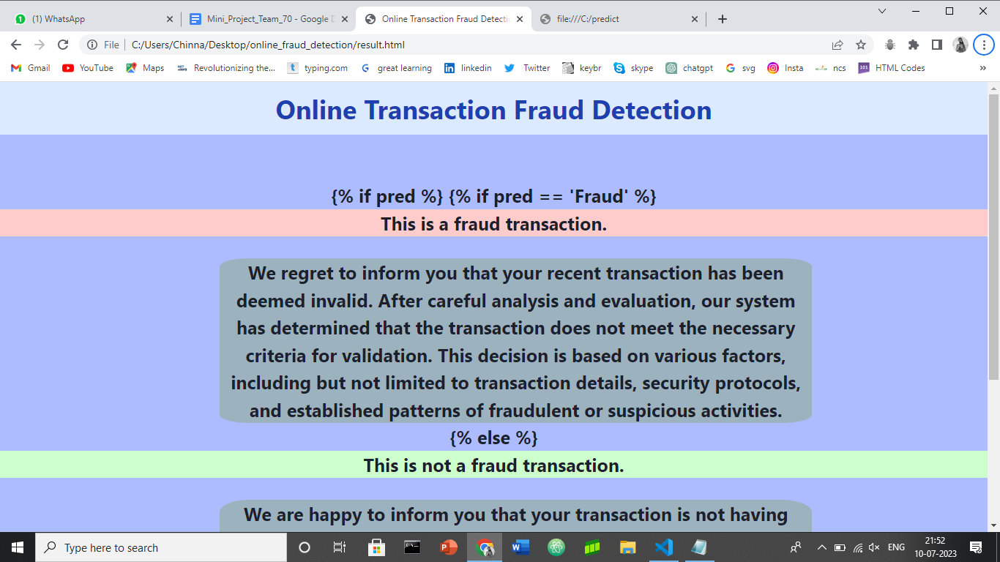 (1) WhatsApp
Mini_Project_Team_70 - Google D
Online Transaction Fraud Detectio
file:///C:/predict
File
C:/Users/Chinna/Desktop/online_fraud_detection/result.html
Gmail
YouTube
Maps
Revolutionizing the...
typing.com
great learning
linkedin
Twitter
keybr
skype
chatgpt
svg
Insta
ncs
HTML Codes
»
Online Transaction Fraud Detection
{% if pred %} {% if pred == 'Fraud' %}
This is a fraud transaction.
We regret to inform you that your recent transaction has been
deemed invalid. After careful analysis and evaluation, our system
has determined that the transaction does not meet the necessary
criteria for validation. This decision is based on various factors,
including but not limited to transaction details, security protocols,
and established patterns of fraudulent or suspicious activities.
{% else %}
This is not a fraud transaction.
We are happy to inform you that your transaction is not having
Type here to search
ENG
21:52
10-07-2023